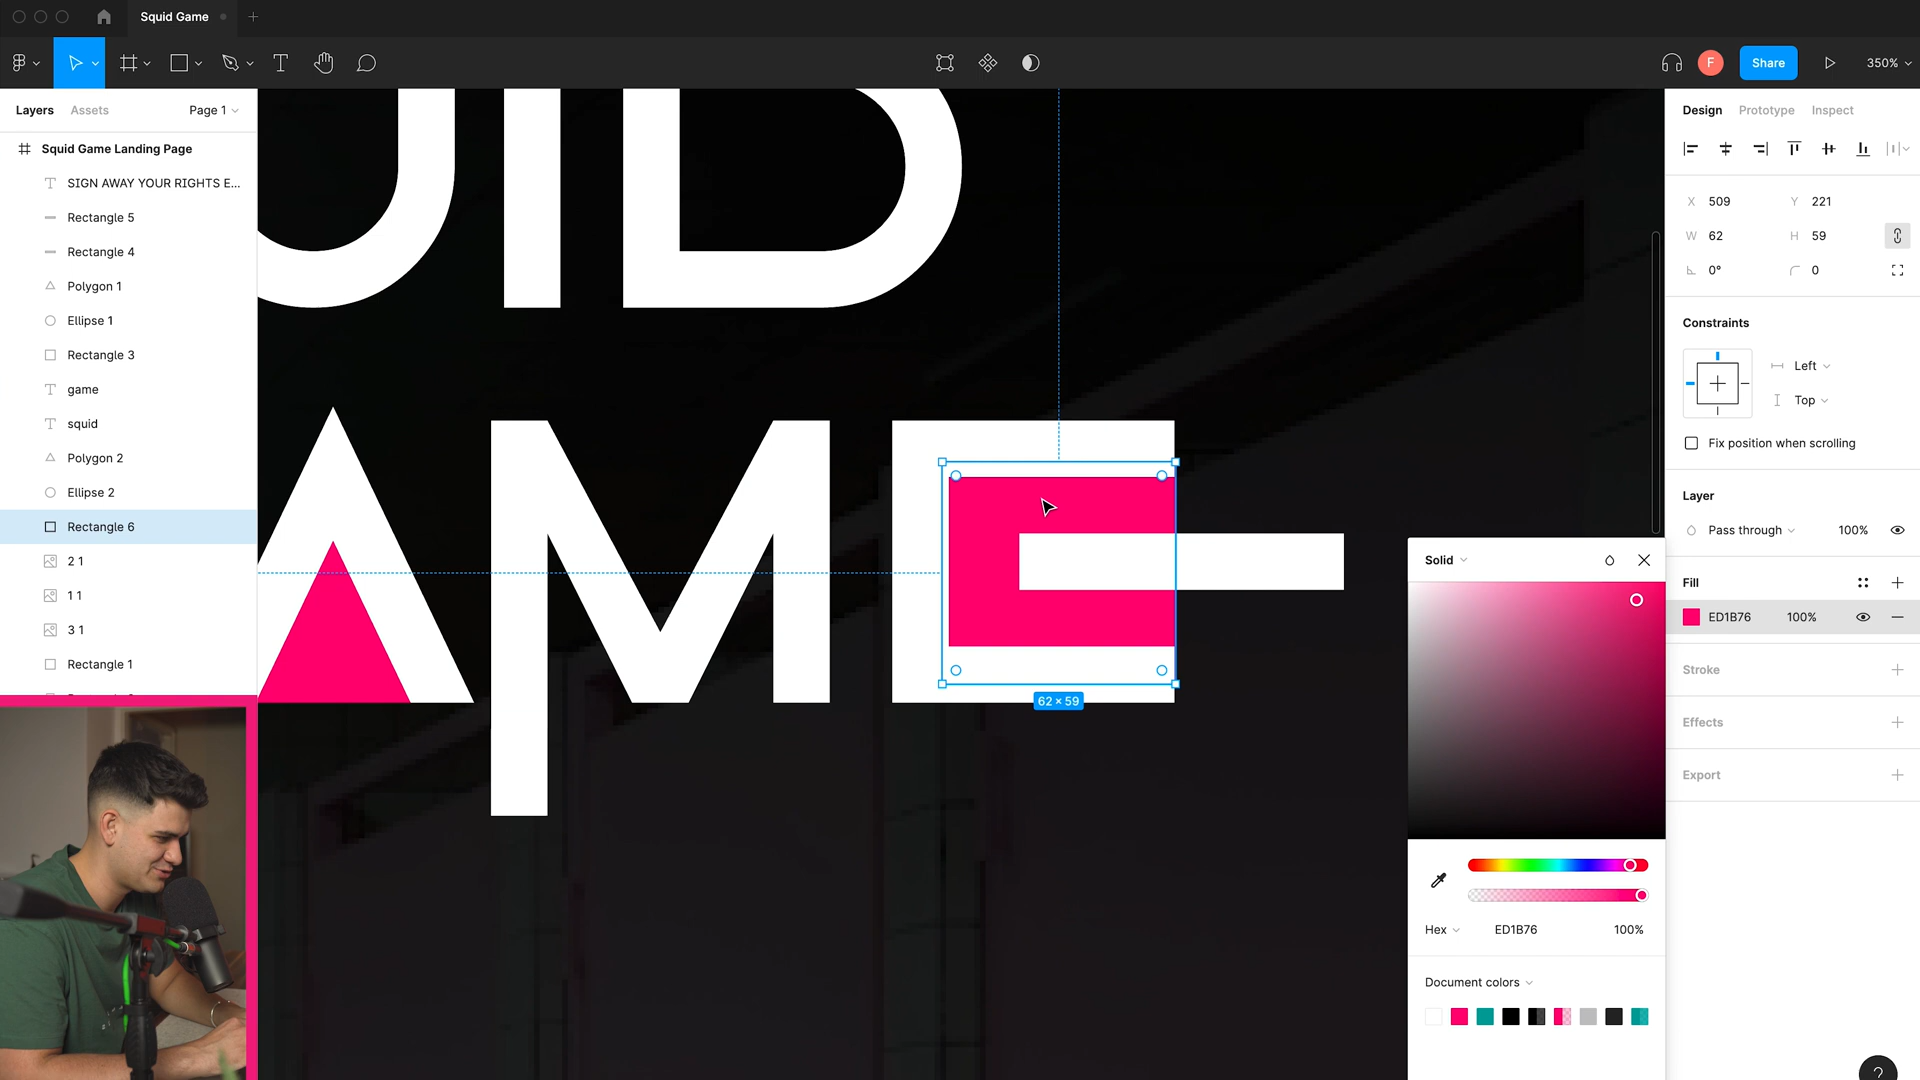 Squid Game
F
Share
350%
Layers
Assets
Page 1
Squid Game Landing Page
SIGN AWAY YOUR RIGHTS E...
Rectangle 5
Rectangle 4
Polygon 1
Ellipse 1
Rectangle 3
game
squid
Polygon 2
Ellipse 2
Rectangle 6
2 1
1 1
3 1
Rectangle 1
UID
AME
62 × 59
Design
Prototype
Inspect
X 509
Y 221
W 62
H 59
0°
0
Constraints
Left
Top
Fix position when scrolling
Layer
Pass through
100%
Fill
ED1B76
100%
Stroke
Effects
Export
Solid
Hex
ED1B76
100%
Document colors
?